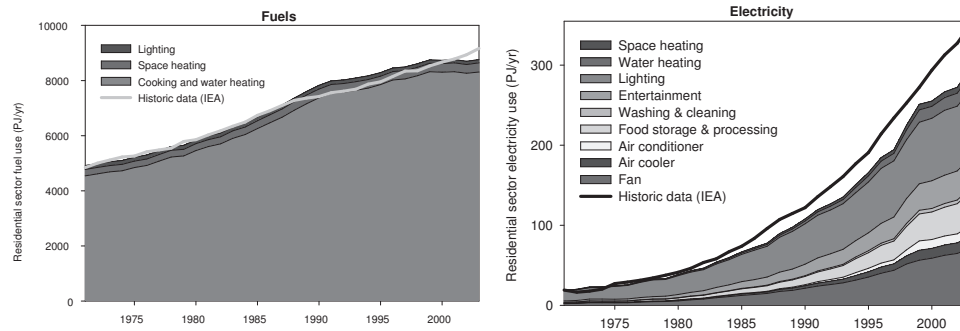 Fuels
Residential sector fuel use (PJ/yr)
10000
8000
6000
4000
2000
0
Lighting
Space heating
Cooking and water heating
Historic data (IEA)
1975
1980
1985
1990
1995
2000
Electricity
Residential sector electricity use (PJ/yr)
300
200
100
0
Space heating
Water heating
Lighting
Entertainment
Washing & cleaning
Food storage & processing
Air conditioner
Air cooler
Fan
Historic data (IEA)
1975
1980
1985
1990
1995
2000